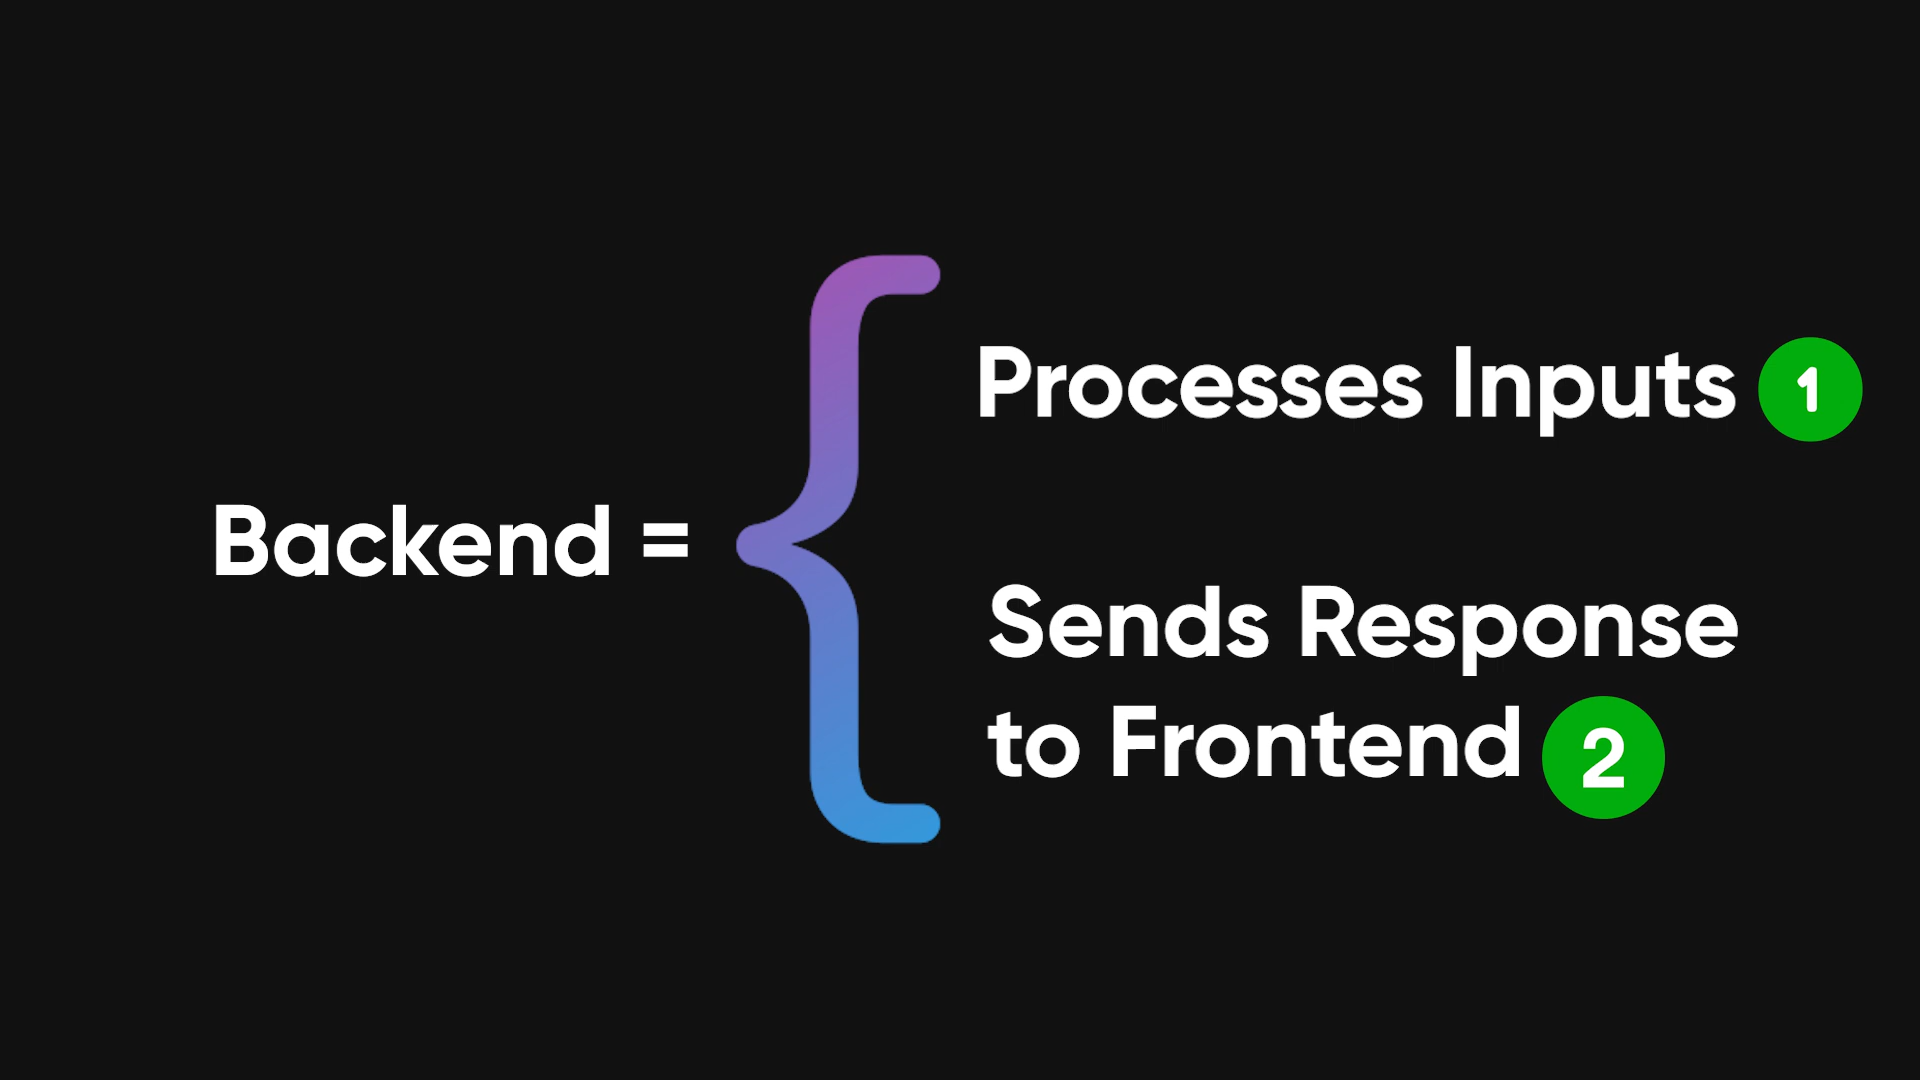 Backend =
Processes Inputs 1
Sends Response
to Frontend 2